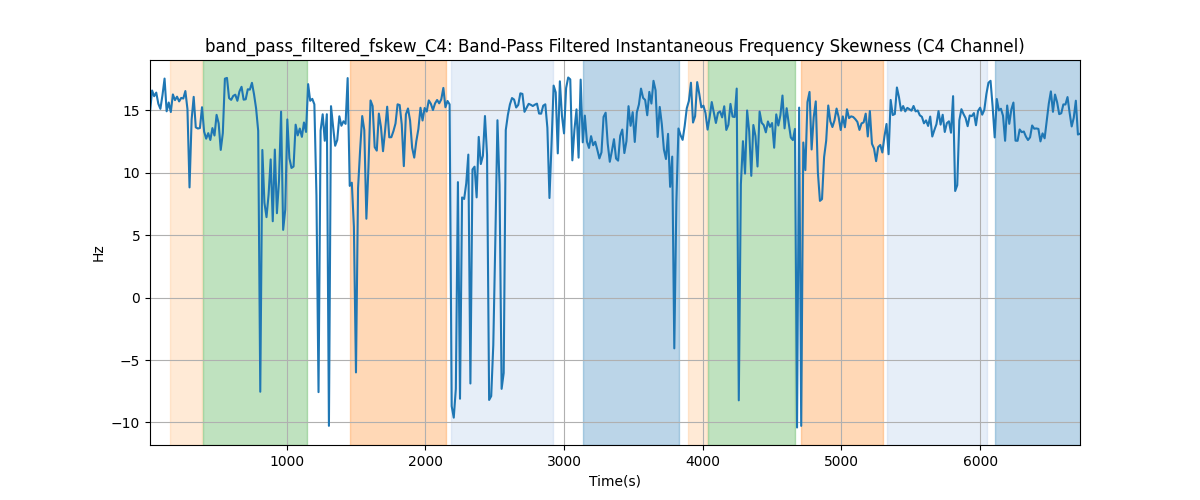 band_pass_filtered_fskew_C4: Band-Pass Filtered Instantaneous Frequency Skewness (C4 Channel)
Hz
15
10
5
0
−5
−10
1000 2000 3000 4000 5000 6000
Time(s)